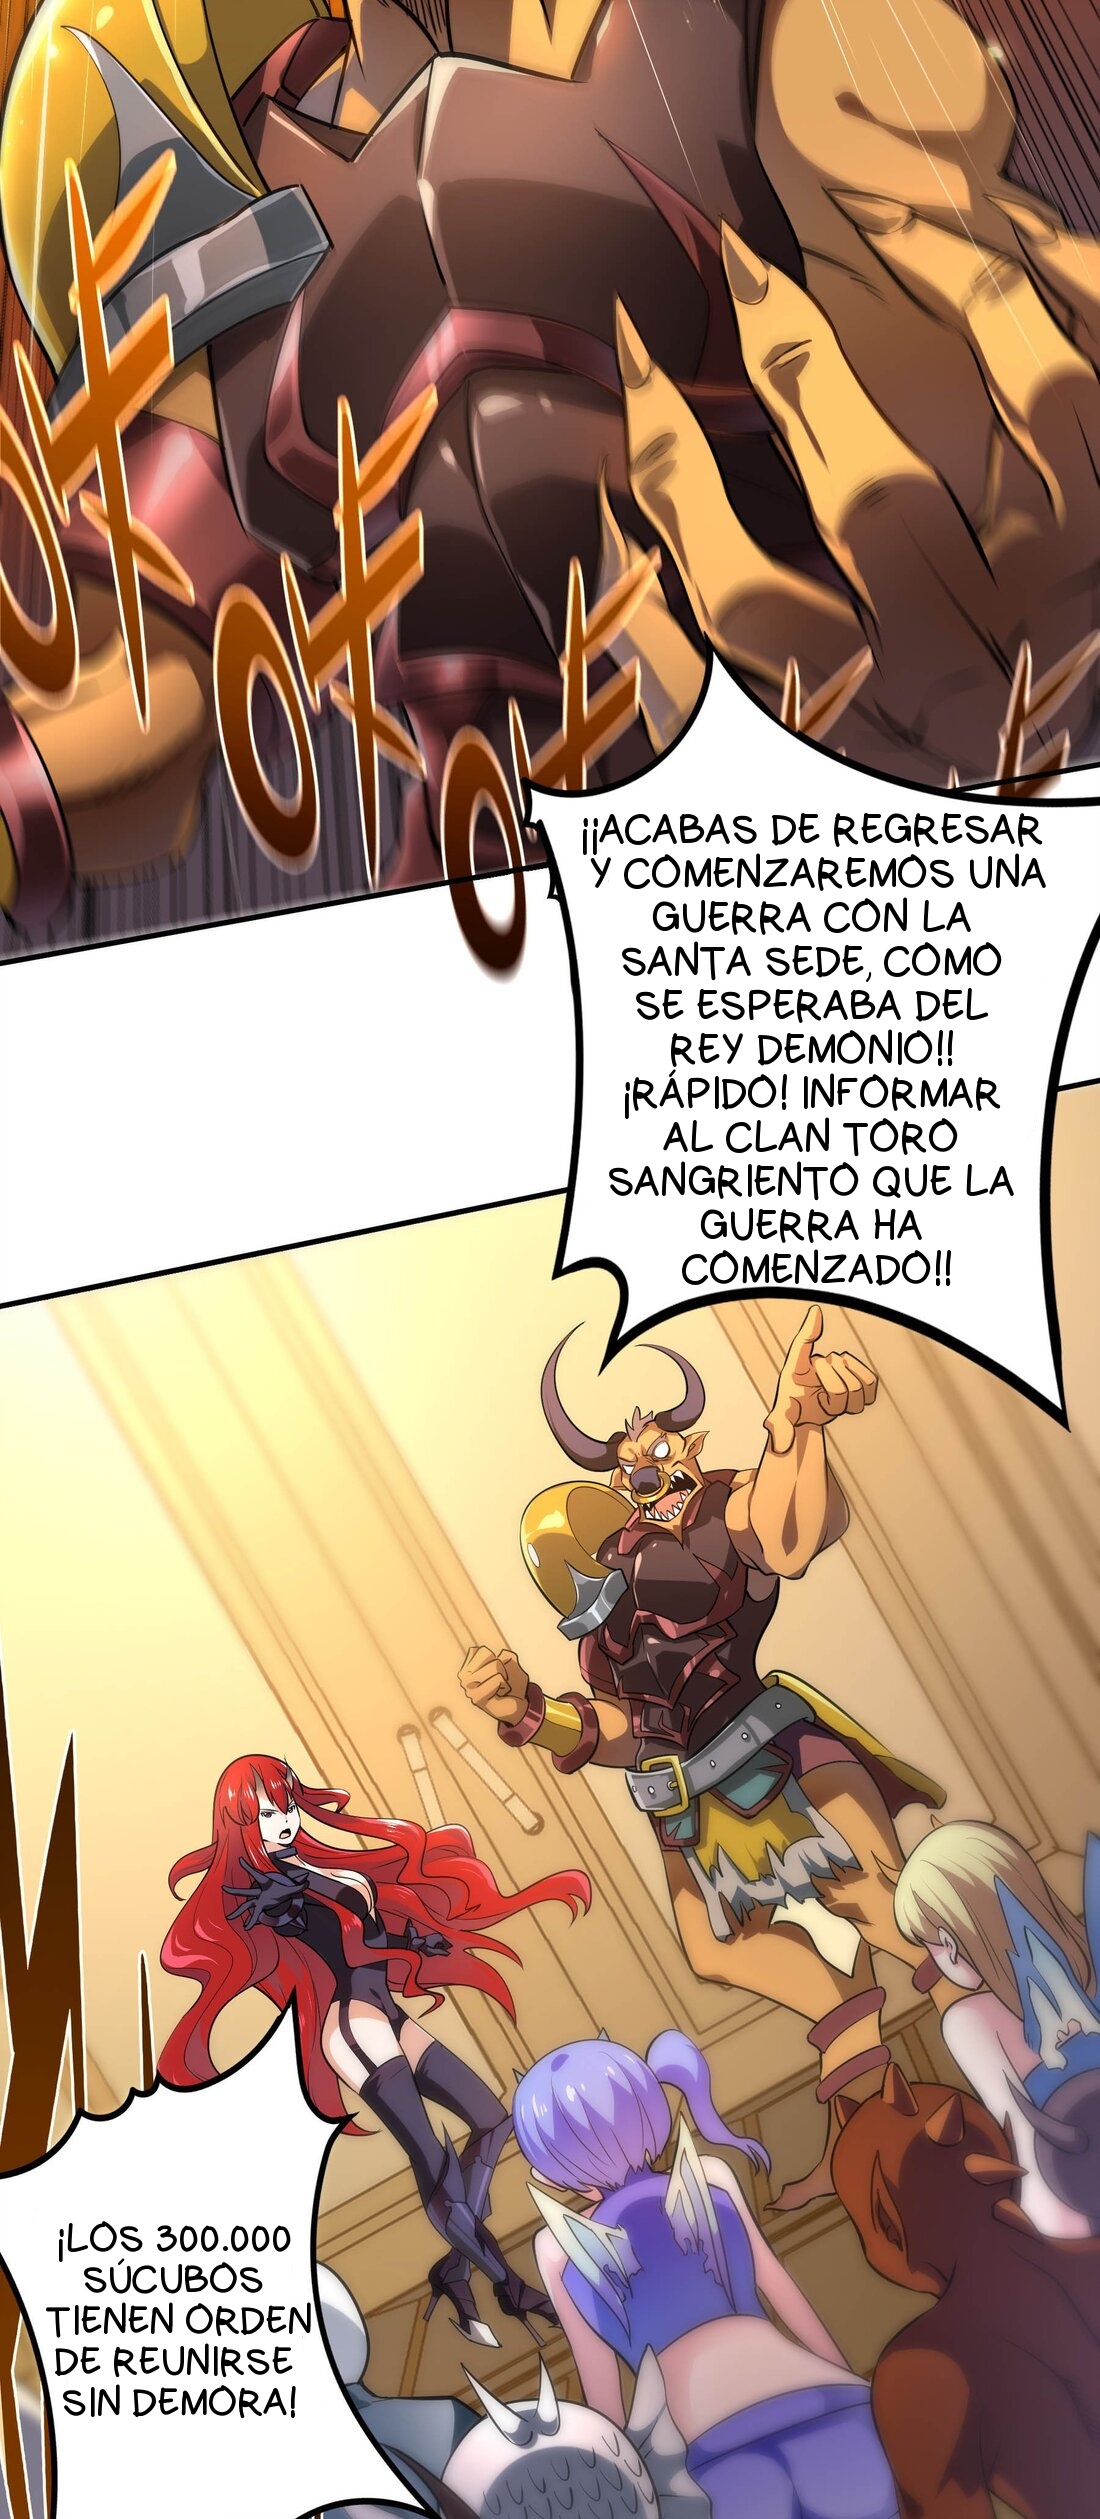 ¡¡ACABAS DE REGRESAR
Y COMENZAREMOS UNA
GUERRA CON LA
SANTA SEDE, COMO
SE ESPERABA DEL
REY DEMONIO!!
¡RÁPIDO! INFORMAR
AL CLAN TORO
SANGRIENTO QUE LA
GUERRA HA
COMENZADO!!
¡LOS 300.000
SÚCUBOS
TIENEN ORDEN
DE REUNIRSE
SIN DEMORA!